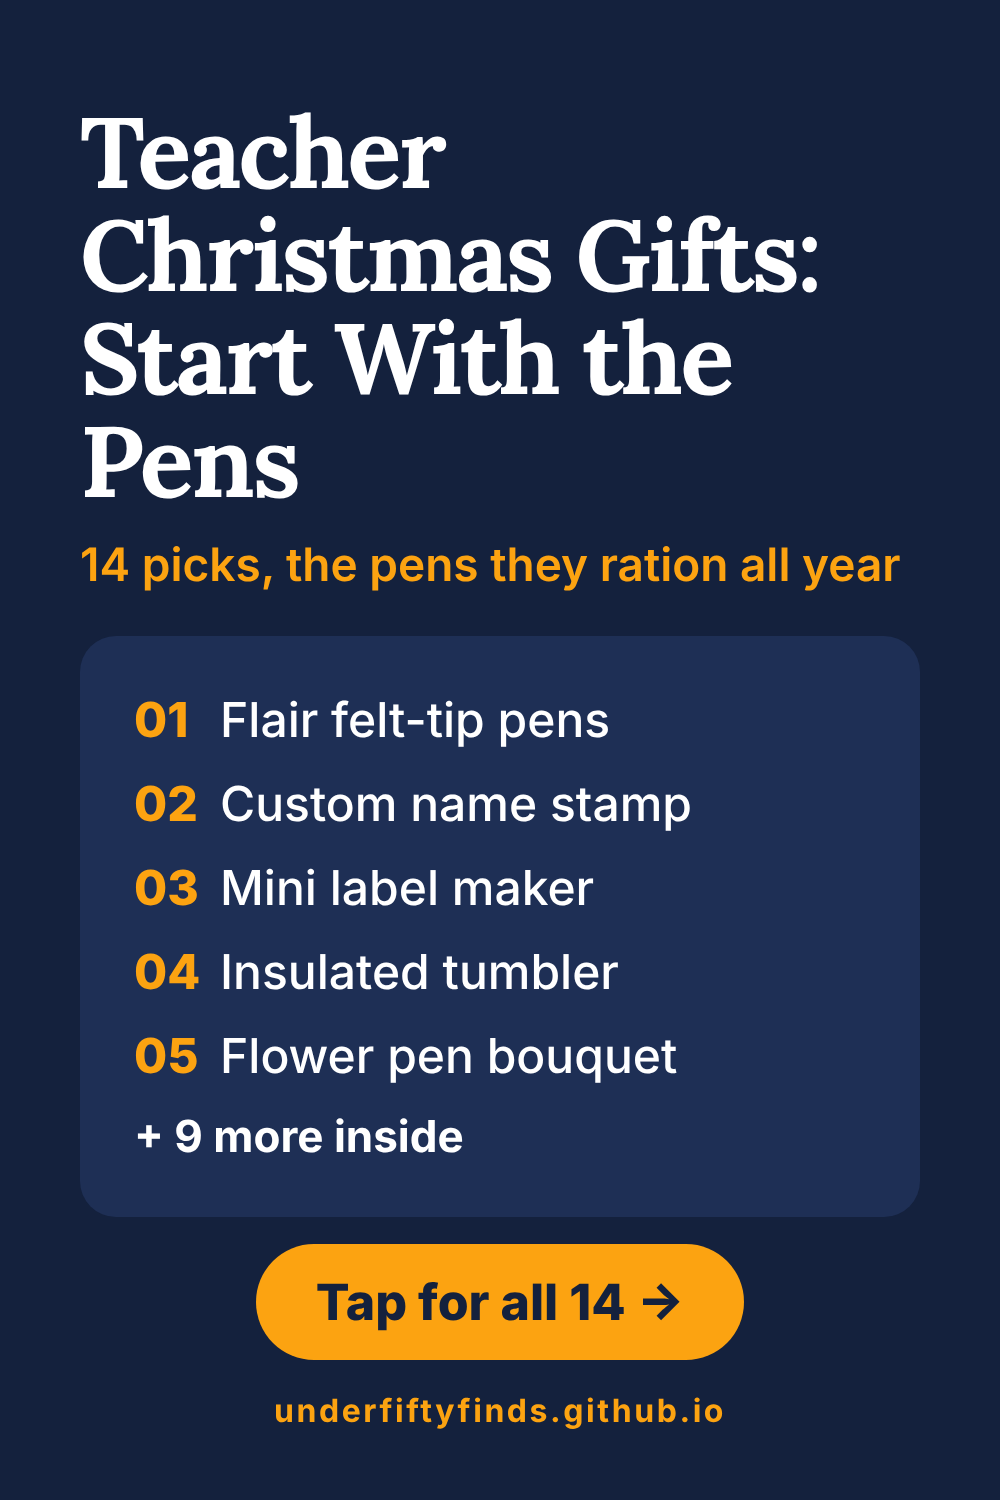 Teacher
Christmas Gifts:
Start With the
Pens
14 picks, the pens they ration all year
01 Flair felt-tip pens
02 Custom name stamp
03 Mini label maker
04 Insulated tumbler
05 Flower pen bouquet
+ 9 more inside
Tap for all 14 →
underfiftyfinds.github.io